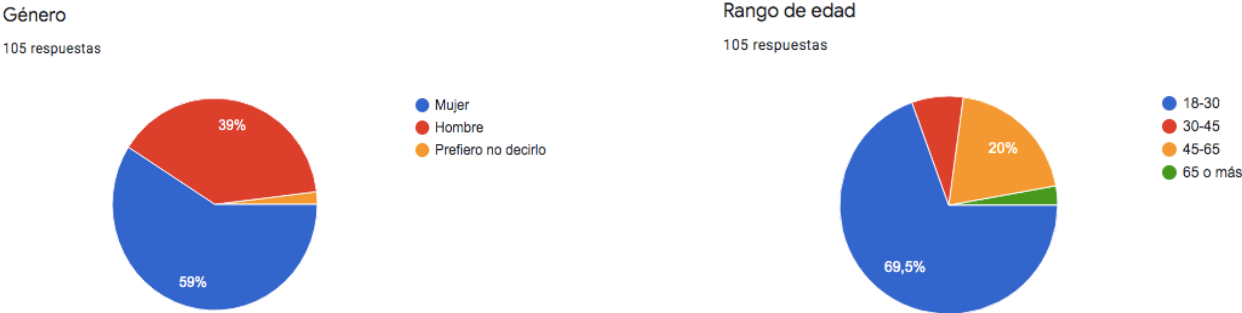 Género
105 respuestas
39%
59%
Mujer
Hombre
Prefiero no decirlo
Rango de edad
105 respuestas
20%
69,5%
18-30
30-45
45-65
65 o más